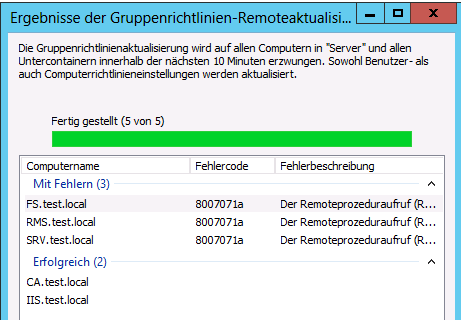 Ergebnisse der Gruppenrichtlinien-Remoteaktualisi...
Die Gruppenrichtlinienaktualisierung wird auf allen Computern in "Server" und allen
Untercontainern innerhalb der nächsten 10 Minuten erzwungen. Sowohl Benutzer- als
auch Computerrichtlinieneinstellungen werden aktualisiert.
Fertig gestellt (5 von 5)
Computername Fehlercode Fehlerbeschreibung
Mit Fehlern (3)
FS.test.local 8007071a Der Remoteprozeduraufruf (R...
RMS.test.local 8007071a Der Remoteprozeduraufruf (R...
SRV.test.local 8007071a Der Remoteprozeduraufruf (R...
Erfolgreich (2)
CA.test.local
IIS.test.local